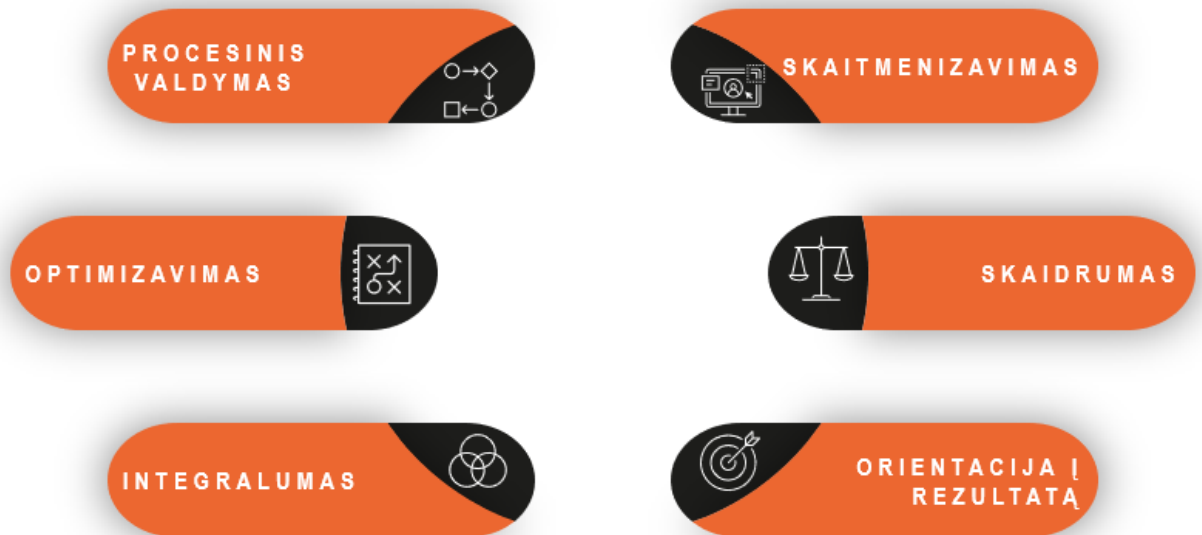 PROCESINIS
VALDYMAS
SKAITMENIZAVIMAS
OPTIMIZAVIMAS
SKAIDRUMAS
INTEGRALUMAS
ORIENTACIJA Į
REZULTATĄ